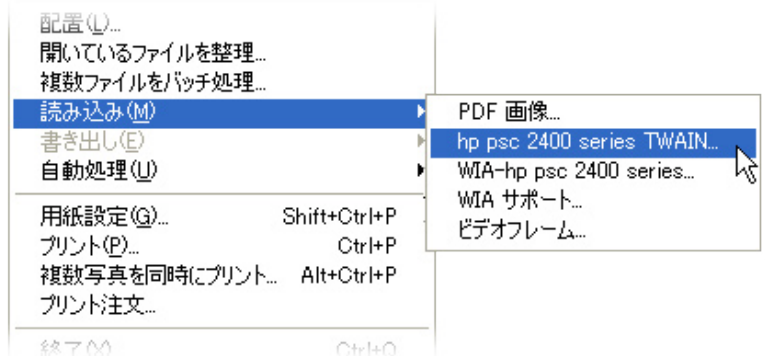 配置(L)...
開いているファイルを整理...
複数ファイルをバッチ処理...
読み込み(M)
書き出し(E)
自動処理(U)
用紙設定(G)... Shift+Ctrl+P
プリント(P)... Ctrl+P
複数写真を同時にプリント... Alt+Ctrl+P
プリント注文...
終了(X) Ctrl+Q
PDF 画像...
hp psc 2400 series TWAIN...
WIA-hp psc 2400 series...
WIA サポート...
ビデオフレーム...